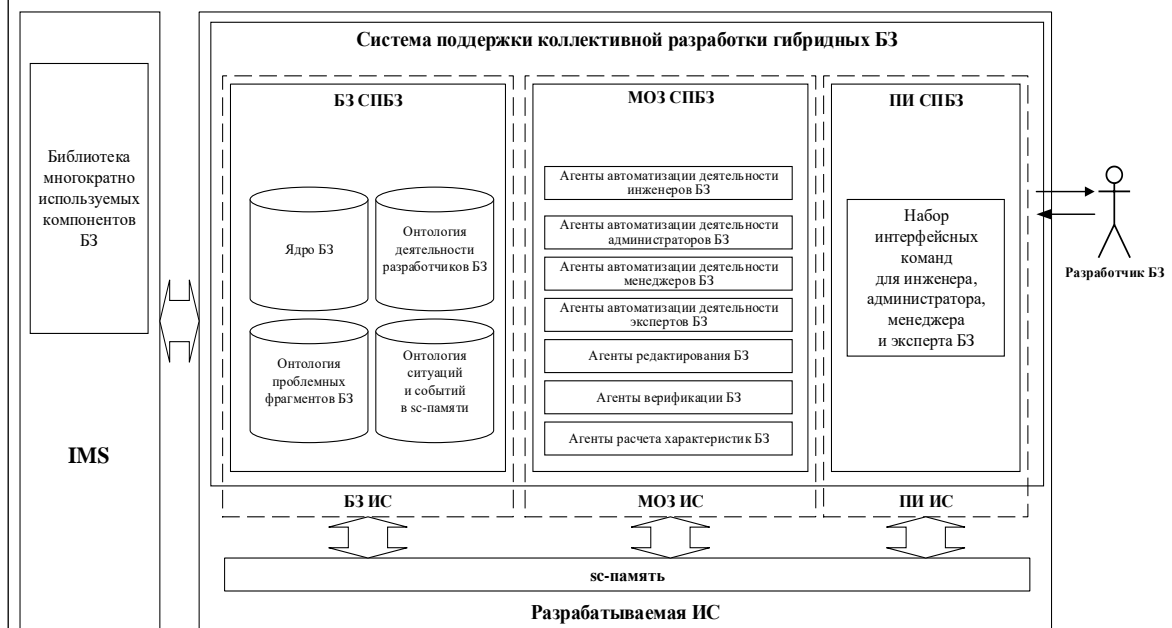 Система поддержки коллективной разработки гибридных БЗ
Библиотека
многократно
используемых
компонентов
БЗ
IMS
БЗ СПБЗ
Ядро БЗ
Онтология
деятельности
разработчиков БЗ
Онтология
проблемных
фрагментов БЗ
Онтология
ситуаций
и событий
в sc-памяти
МОЗ СПБЗ
Агенты автоматизации деятельности
инженеров БЗ
Агенты автоматизации деятельности
администраторов БЗ
Агенты автоматизации деятельности
менеджеров БЗ
Агенты автоматизации деятельности
экспертов БЗ
Агенты редактирования БЗ
Агенты верификации БЗ
Агенты расчета характеристик БЗ
ПИ СПБЗ
Набор
интерфейсных
команд
для инженера,
администратора,
менеджера
и эксперта БЗ
Разработчик БЗ
БЗ ИС
МОЗ ИС
ПИ ИС
sc-память
Разрабатываемая ИС